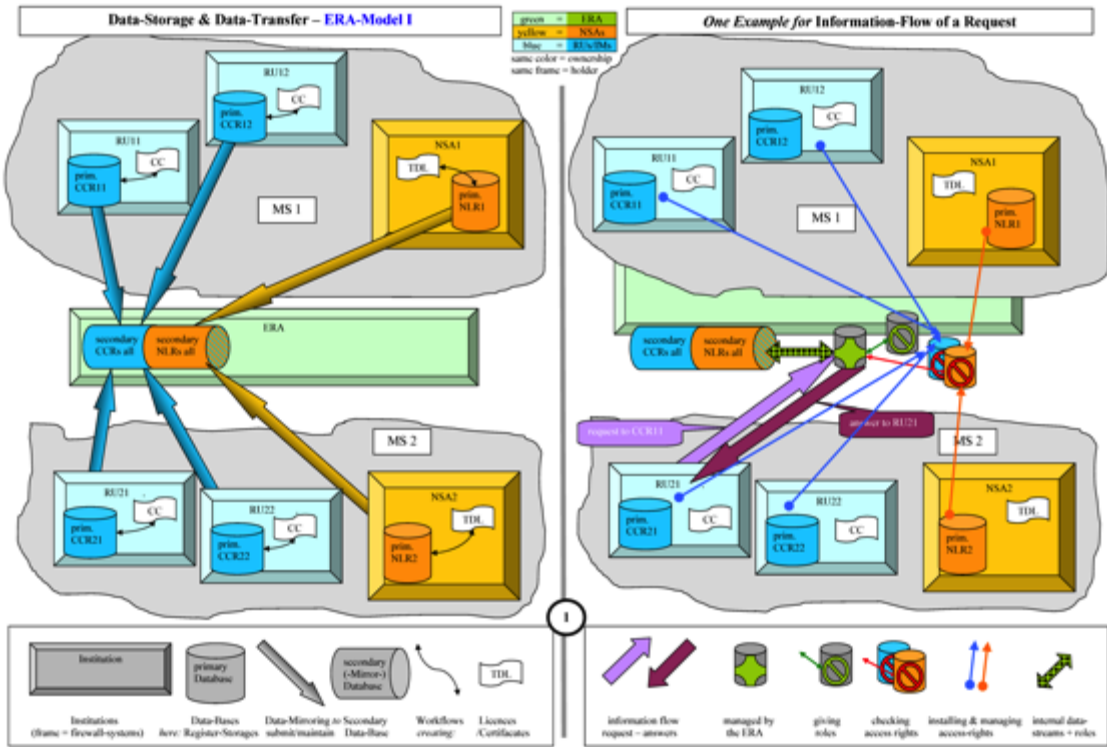 Data-Storage & Data-Transfer – ERA-Model I
green = ERA
yellow = NSAs
blue = RUs/IMs
same color = ownership
same frame = holder
One Example for Information-Flow of a Request
RU12
CC
prim.
CCR12
RU11
CC
prim.
CCR11
NSA1
TDL
prim.
NLR1
MS 1
ERA
secondary
CCRs all
secondary
NLRs all
MS 2
RU21
CC
prim.
CCR21
RU22
CC
prim.
CCR22
NSA2
TDL
prim.
NLR2
RU12
CC
prim.
CCR12
RU11
CC
prim.
CCR11
NSA1
TDL
prim.
NLR1
MS 1
secondary
CCRs all
secondary
NLRs all
request to CCR11
answer to RU21
MS 2
RU21
CC
prim.
CCR21
RU22
CC
prim.
CCR22
NSA2
TDL
prim.
NLR2
1
Institution
primary
Database
secondary
(-Mirror-)
Database
TDL
Institutions
(frame = firewall-systems)
Data-Bases
here: Register-Storages
Data-Mirroring to
submit/maintain
Secondary
Data-Base
Workflows
creating:
Licences
/Certifacates
information flow
request – answers
managed by
the ERA
giving
roles
checking
access rights
installing & managing
access-rights
internal data-
streams + roles